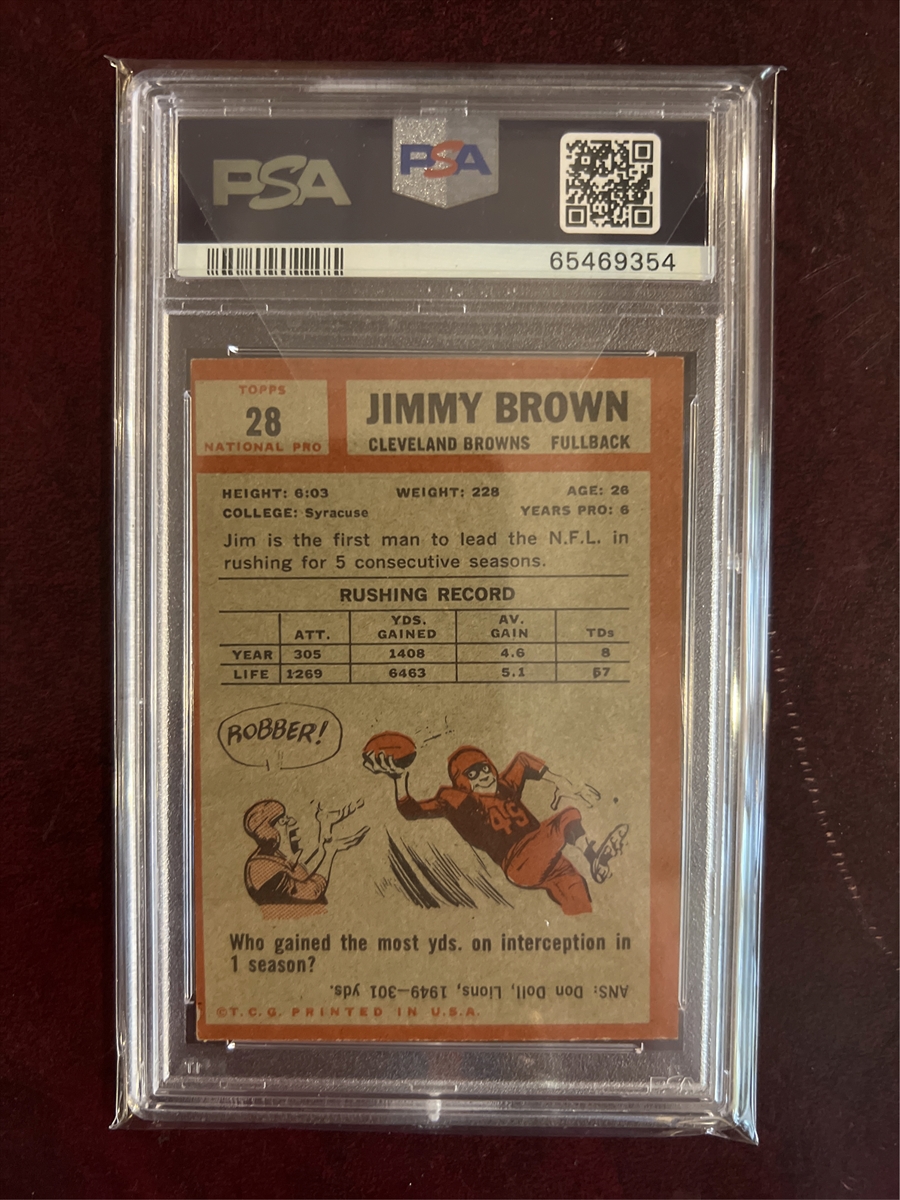 PSA
PSA
65469354
TOPPS
28
NATIONAL PRO
JIMMY BROWN
CLEVELAND BROWNS FULLBACK
HEIGHT: 6:03 WEIGHT: 228 AGE: 26
COLLEGE: Syracuse YEARS PRO: 6
Jim is the first man to lead the N.F.L. in
rushing for 5 consecutive seasons.
RUSHING RECORD
ATT. YDS. GAINED AV. GAIN TDs
YEAR 305 1408 4.6 8
LIFE 1269 6463 5.1 57
ROBBER!
45
Who gained the most yds. on interception in
1 season?
ANS: Don Doll, Lions, 1949—301 yds.
©T.C.G. PRINTED IN U.S.A.
PSA